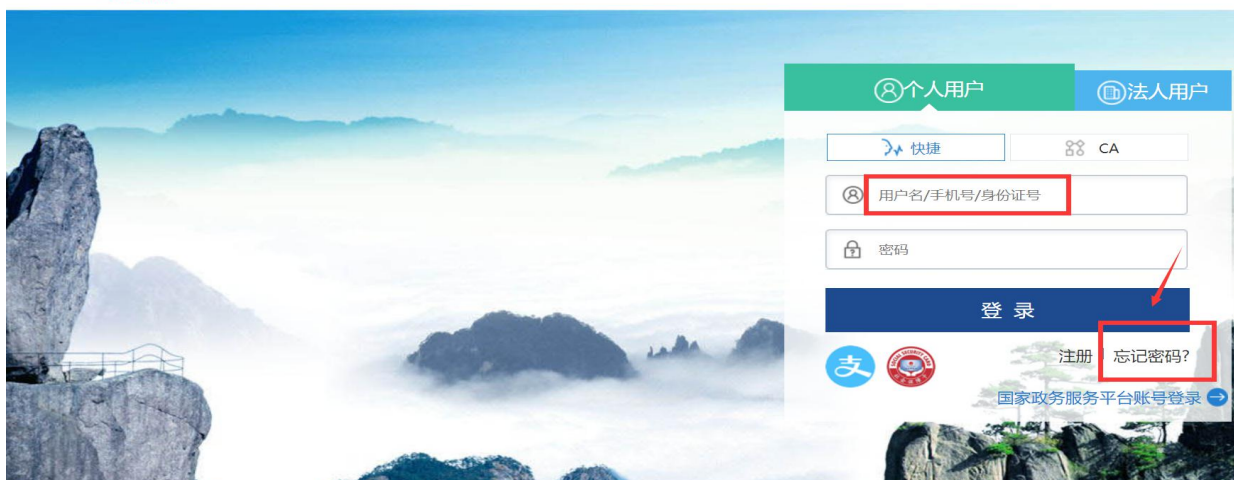 个人用户 法人用户
快捷 CA
用户名/手机号/身份证号
密码
登 录
支
注册 | 忘记密码?
国家政务服务平台账号登录